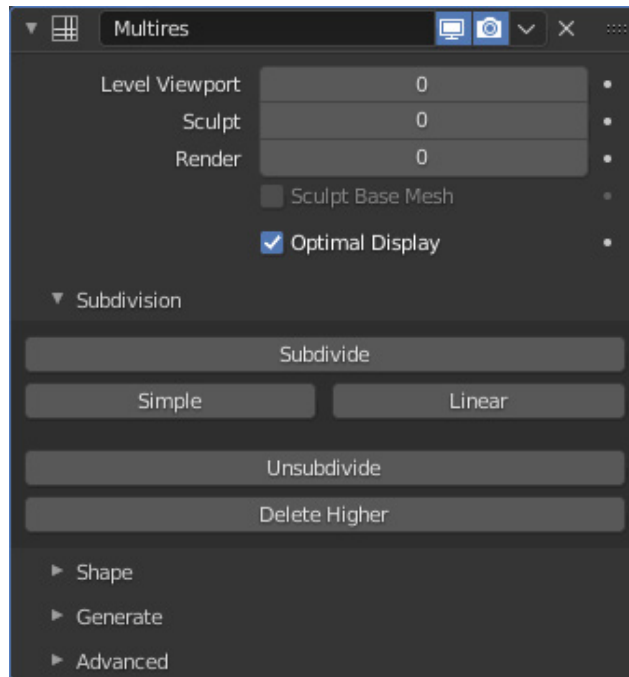 Multires
Level Viewport 0
Sculpt 0
Render 0
Sculpt Base Mesh
Optimal Display
Subdivision
Subdivide
Simple Linear
Unsubdivide
Delete Higher
Shape
Generate
Advanced